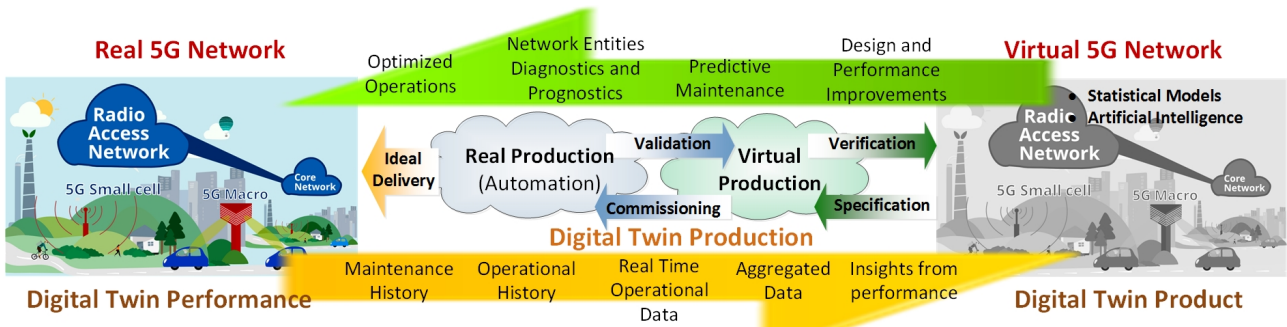 Real 5G Network
Radio
Access
Network
Core
Network
5G Small cell
5G Macro
Digital Twin Performance
Optimized
Operations
Network Entities
Diagnostics and
Prognostics
Predictive
Maintenance
Design and
Performance
Improvements
Ideal
Delivery
Real Production
(Automation)
Validation
Commissioning
Virtual
Production
Verification
Specification
Digital Twin Production
Maintenance
History
Operational
History
Real Time
Operational
Data
Aggregated
Data
Insights from
performance
Virtual 5G Network
• Statistical Models
• Artificial Intelligence
Radio
Access
Network
Core
Network
5G Small cell
5G Macro
Digital Twin Product